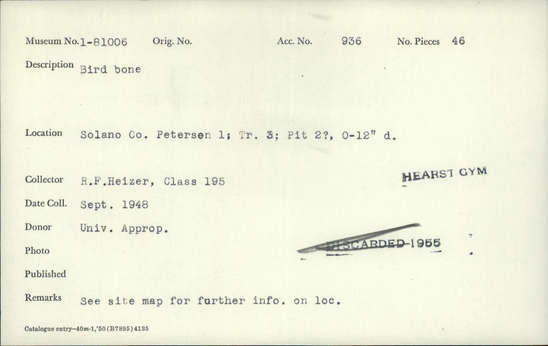 Museum No. 1-81006 Orig. No. Acc. No. 936 No. Pieces 46
Description Bird bone
Location Solano Co. Petersen 1; Tr. 3; Pit 2?, 0-12" d.
Collector R.F.Heizer, Class 195
HEARST GYM
Date Coll. Sept. 1948
Donor Univ. Approp.
DISCARDED 1955
Photo
Published
Remarks See site map for further info. on loc.
Catalogue entry—40m-1,'50 (B7895) 4135